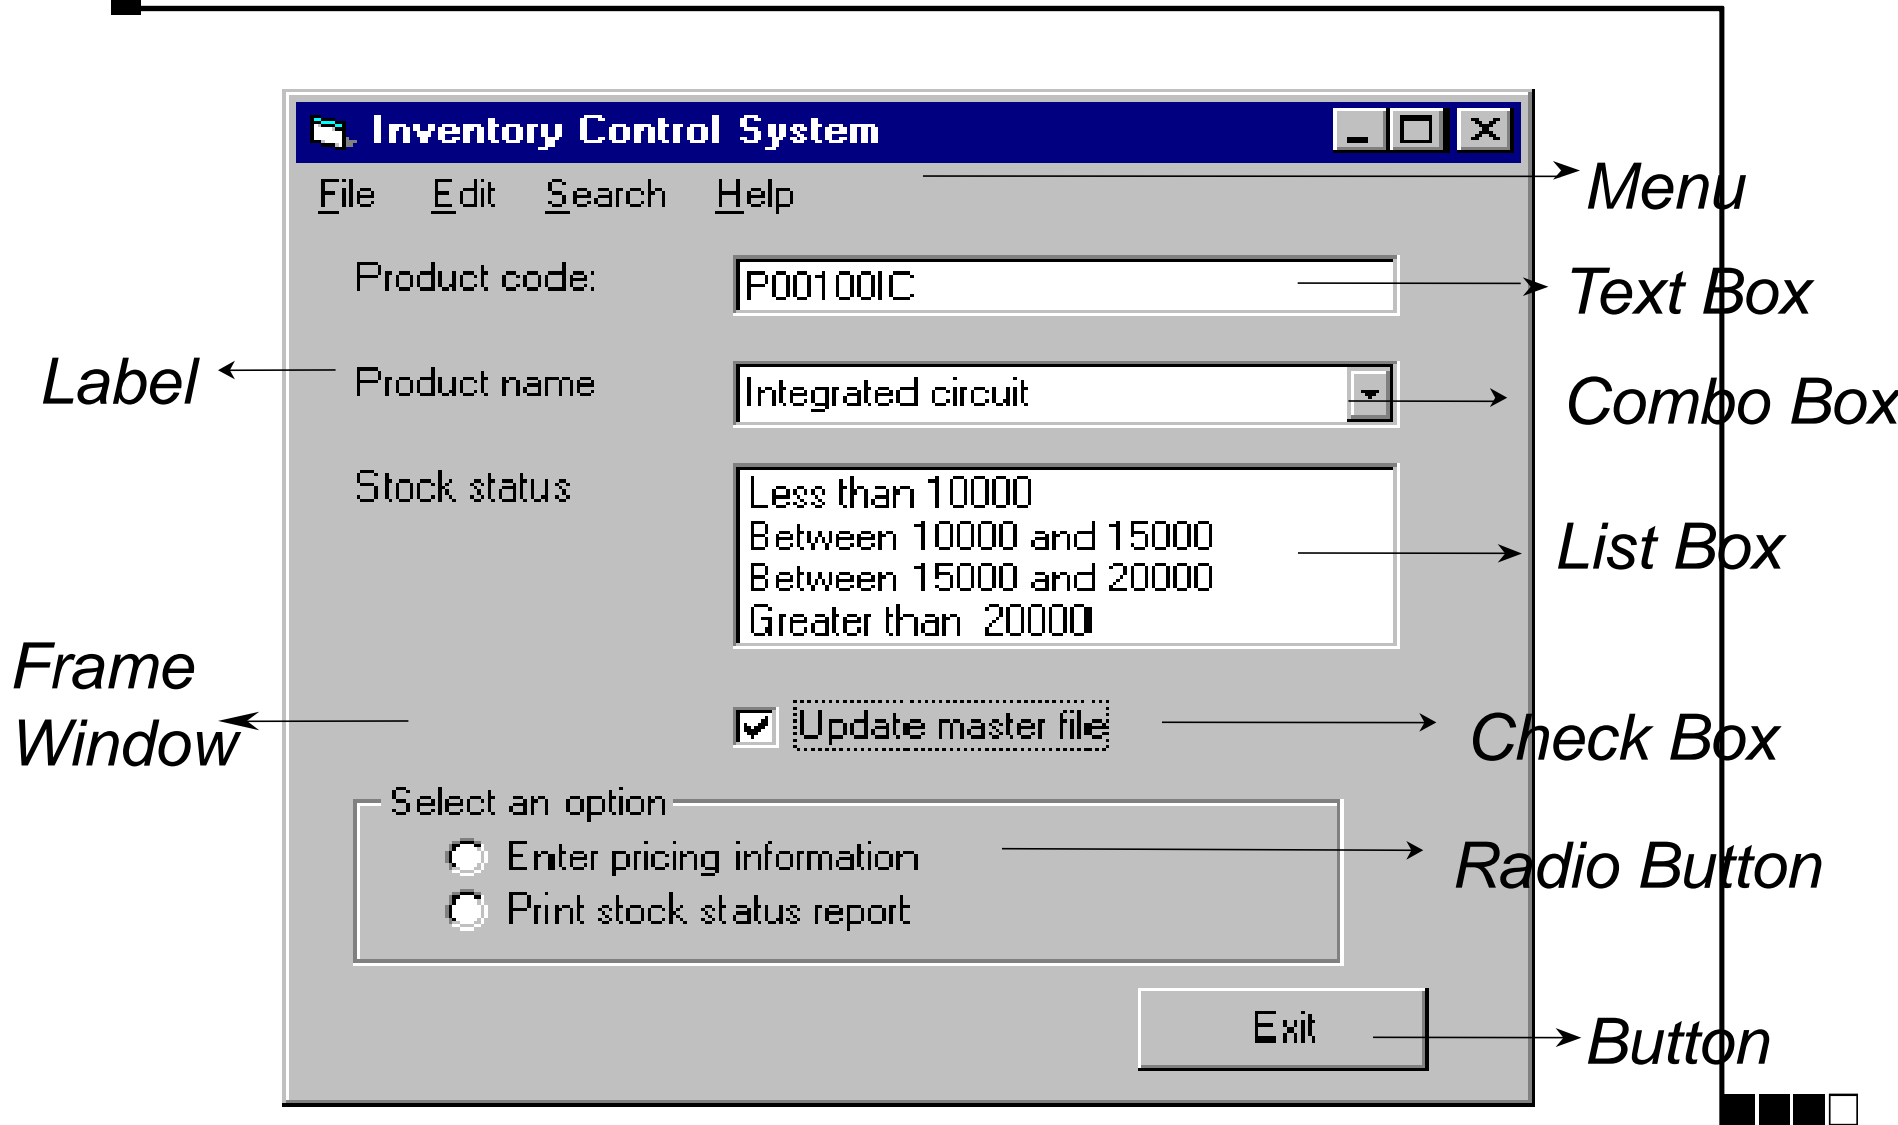 Inventory Control System
File Edit Search Help
Menu
Product code:
P00100IC
Text Box
Label
Product name
Integrated circuit
Combo Box
Stock status
Less than 10000
Between 10000 and 15000
Between 15000 and 20000
Greater than 20000
List Box
Frame
Window
Update master file
Check Box
Select an option
Enter pricing information
Print stock status report
Radio Button
Exit
Button